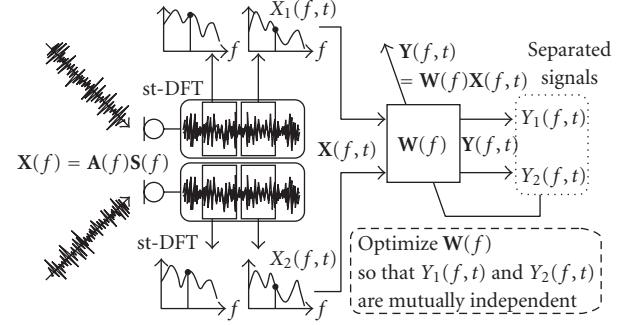 X₁(f, t)
f
f
st-DFT
X(f) = A(f)S(f)
st-DFT
X₂(f, t)
f
f
X(f, t)
W(f)
Y(f, t)
= W(f)X(f, t)
Y(f, t)
Separated
signals
Y₁(f, t)
Y₂(f, t)
Optimize W(f)
so that Y₁(f, t) and Y₂(f, t)
are mutually independent